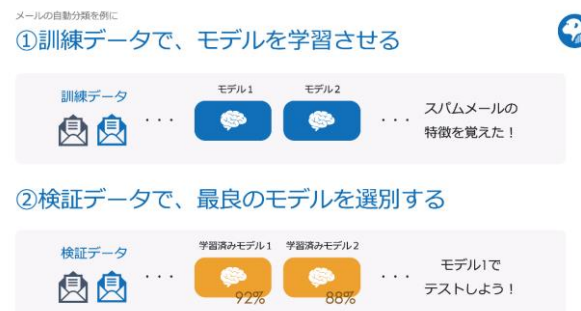 メールの自動分類を例に
①訓練データで、モデルを学習させる
訓練データ
モデル1
モデル2
・・・
・・・
スパムメールの
特徴を覚えた！
②検証データで、最良のモデルを選別する
検証データ
学習済みモデル1
学習済みモデル2
・・・
92%
88%
・・・
モデル1で
テストしよう！